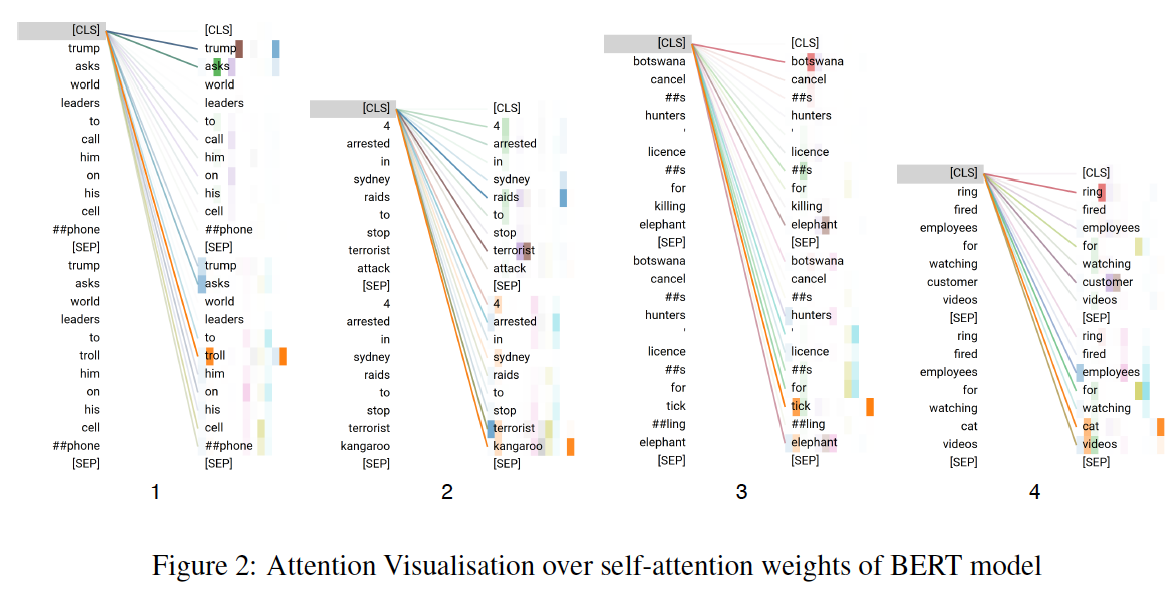 [CLS] [CLS]
trump trump
asks asks
world world
leaders leaders
to to
call call
him him
on on
his his
cell cell
##phone ##phone
[SEP] [SEP]
trump trump
asks asks
world world
leaders leaders
to to
troll troll
him him
on on
his his
cell cell
##phone ##phone
[SEP] [SEP]
1
[CLS] [CLS]
4 4
arrested arrested
in in
sydney sydney
raids raids
to to
stop stop
terrorist terrorist
attack attack
[SEP] [SEP]
4 4
arrested arrested
in in
sydney sydney
raids raids
to to
stop stop
terrorist terrorist
kangaroo kangaroo
[SEP] [SEP]
2
[CLS] [CLS]
botswana botswana
cancel cancel
##s ##s
hunters hunters
' '
licence licence
##s ##s
for for
killing killing
elephant elephant
[SEP] [SEP]
botswana botswana
cancel cancel
##s ##s
hunters hunters
' '
licence licence
##s ##s
for for
tick tick
##ling ##ling
elephant elephant
[SEP] [SEP]
3
[CLS] [CLS]
ring ring
fired fired
employees employees
for for
watching watching
customer customer
videos videos
[SEP] [SEP]
ring ring
fired fired
employees employees
for for
watching watching
cat cat
videos videos
[SEP] [SEP]
4
Figure 2: Attention Visualisation over self-attention weights of BERT model